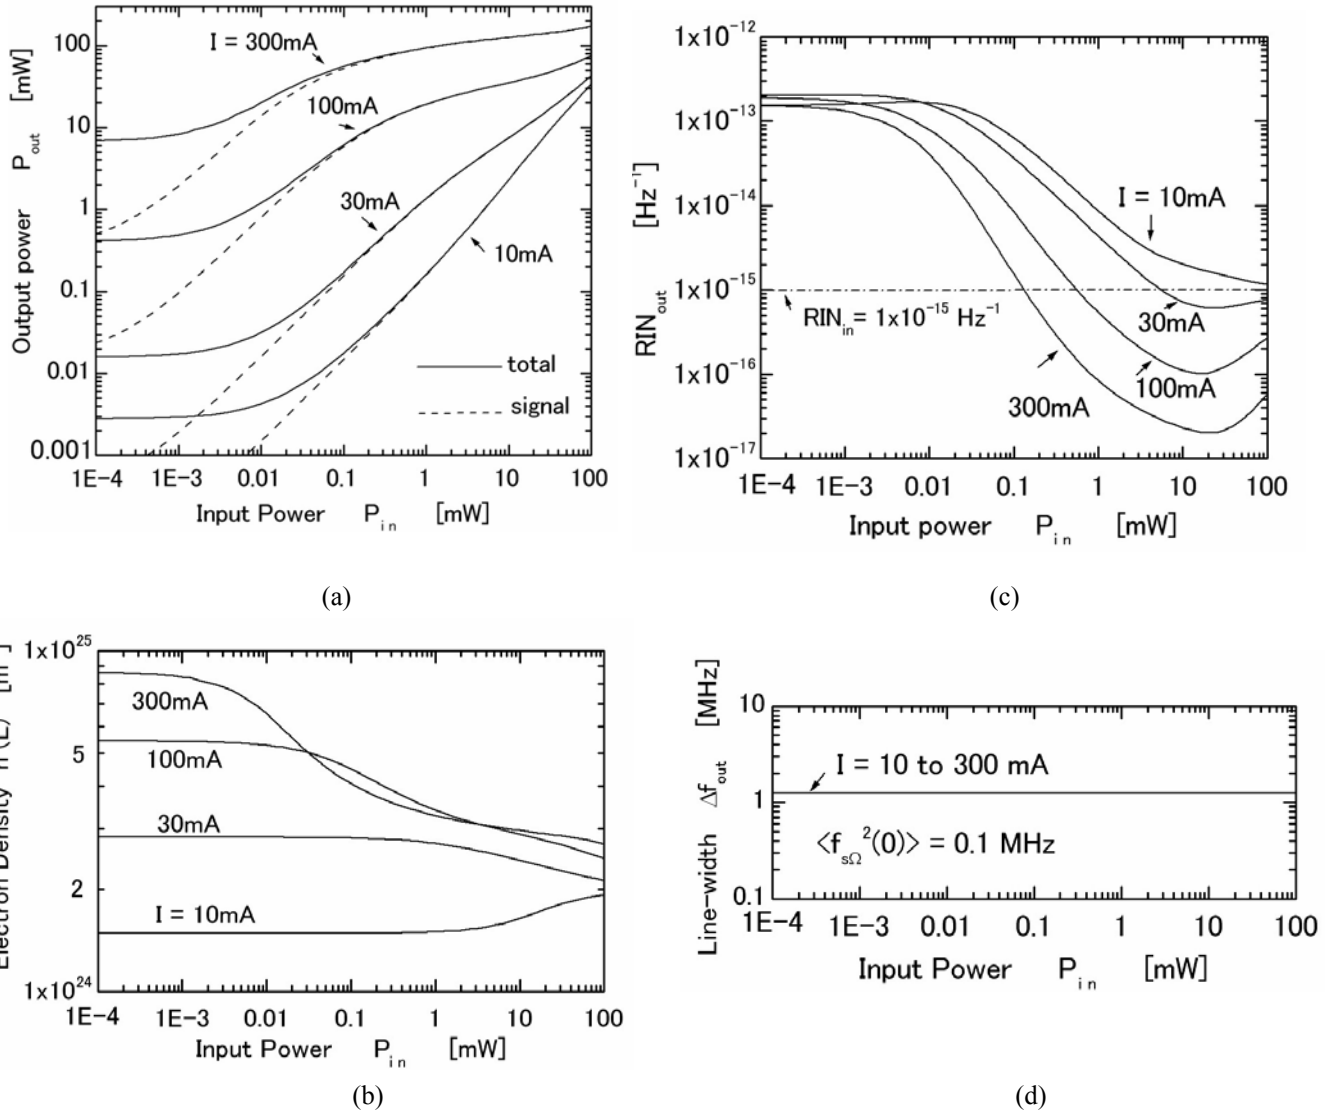 100
10
1
0.1
0.01
0.001
Output power P_out [mW]
I = 300mA
100mA
30mA
10mA
total
signal
1E-4 1E-3 0.01 0.1 1 10 100
Input Power P_in [mW]
(a)
1x10^-12
1x10^-13
1x10^-14
1x10^-15
1x10^-16
1x10^-17
RIN_out [Hz^-1]
I = 10mA
RIN_in = 1x10^-15 Hz^-1
30mA
100mA
300mA
1E-4 1E-3 0.01 0.1 1 10 100
Input power P_in [mW]
(c)
1x10^25
5
2
1x10^24
Electron Density
300mA
100mA
30mA
I = 10mA
1E-4 1E-3 0.01 0.1 1 10 100
Input Power P_in [mW]
(b)
10
1
0.1
Line-width Δf_out [MHz]
I = 10 to 300 mA
<f_sΩ^2(0)> = 0.1 MHz
1E-4 1E-3 0.01 0.1 1 10 100
Input Power P_in [mW]
(d)